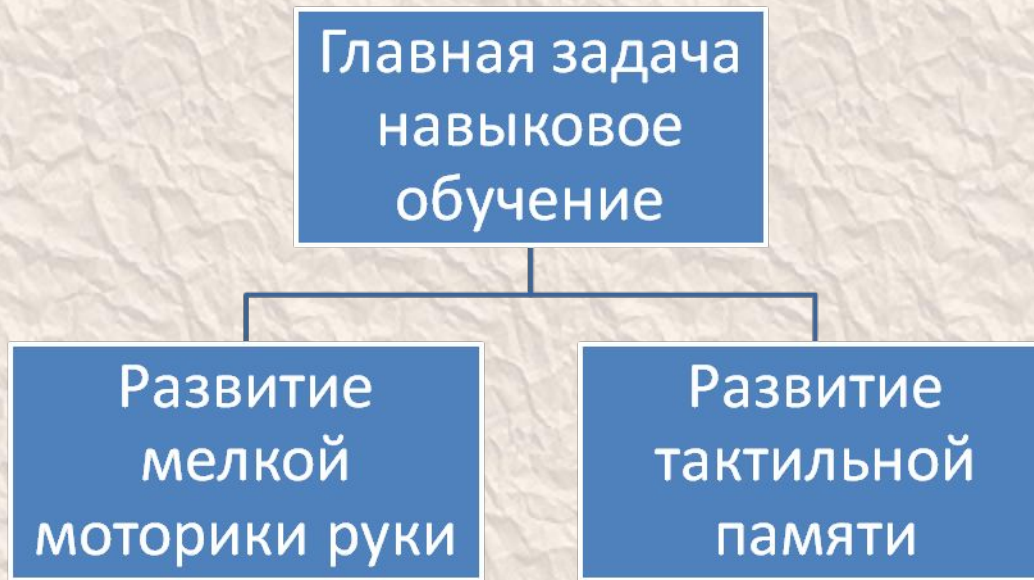 Главная задача
навыковое
обучение
Развитие
мелкой
моторики руки
Развитие
тактильной
памяти